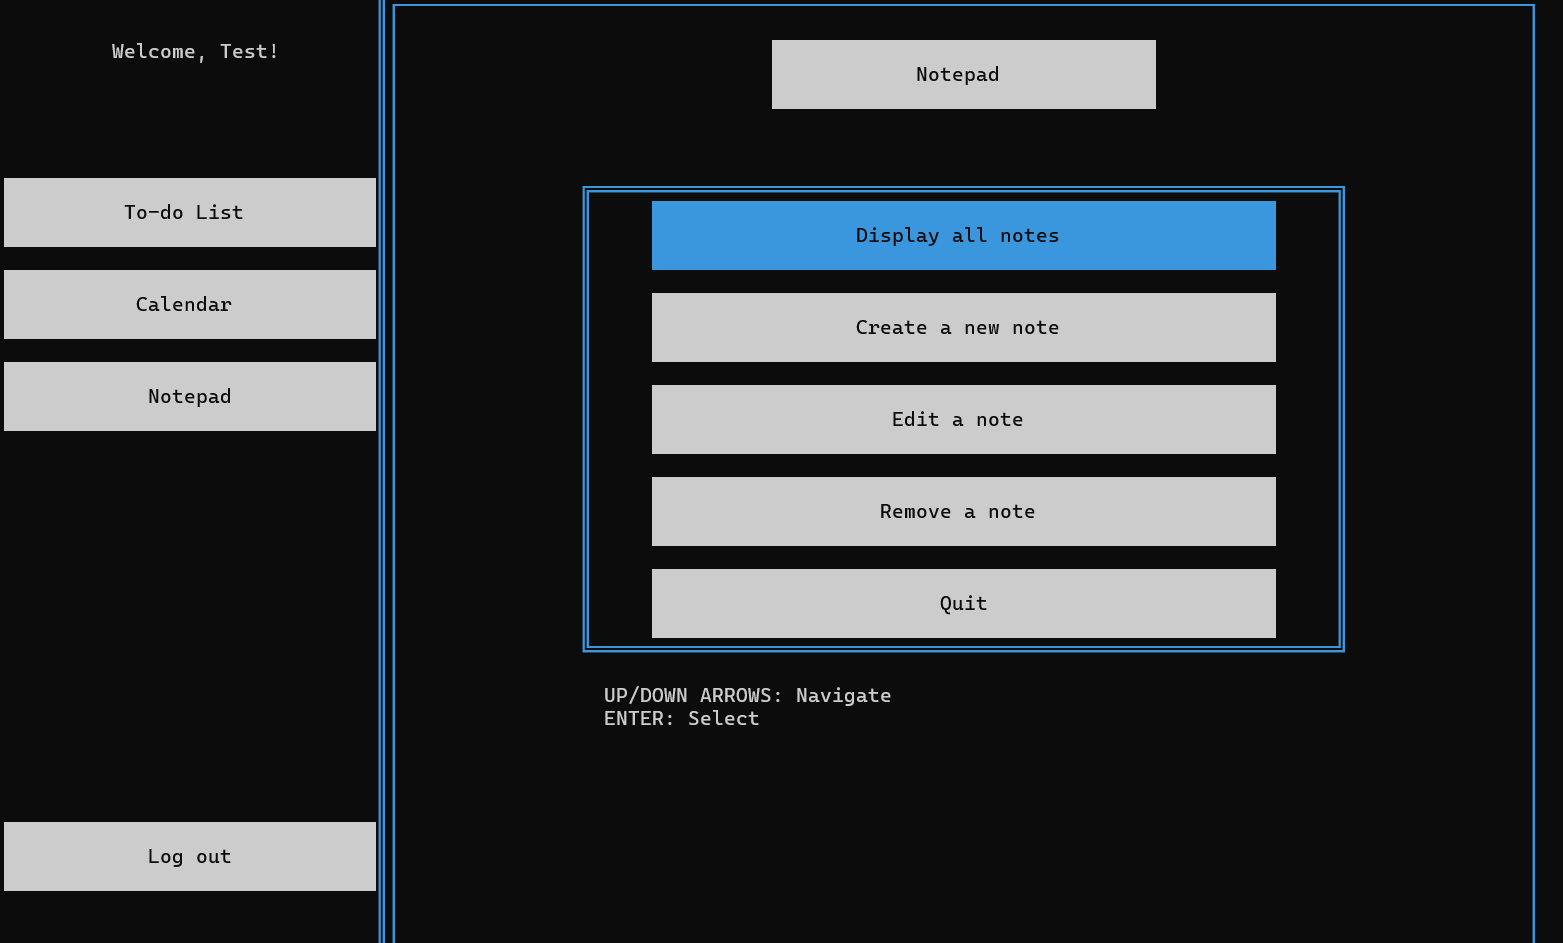 Welcome, Test!
To-do List
Calendar
Notepad
Log out
Notepad
Display all notes
Create a new note
Edit a note
Remove a note
Quit
UP/DOWN ARROWS: Navigate
ENTER: Select